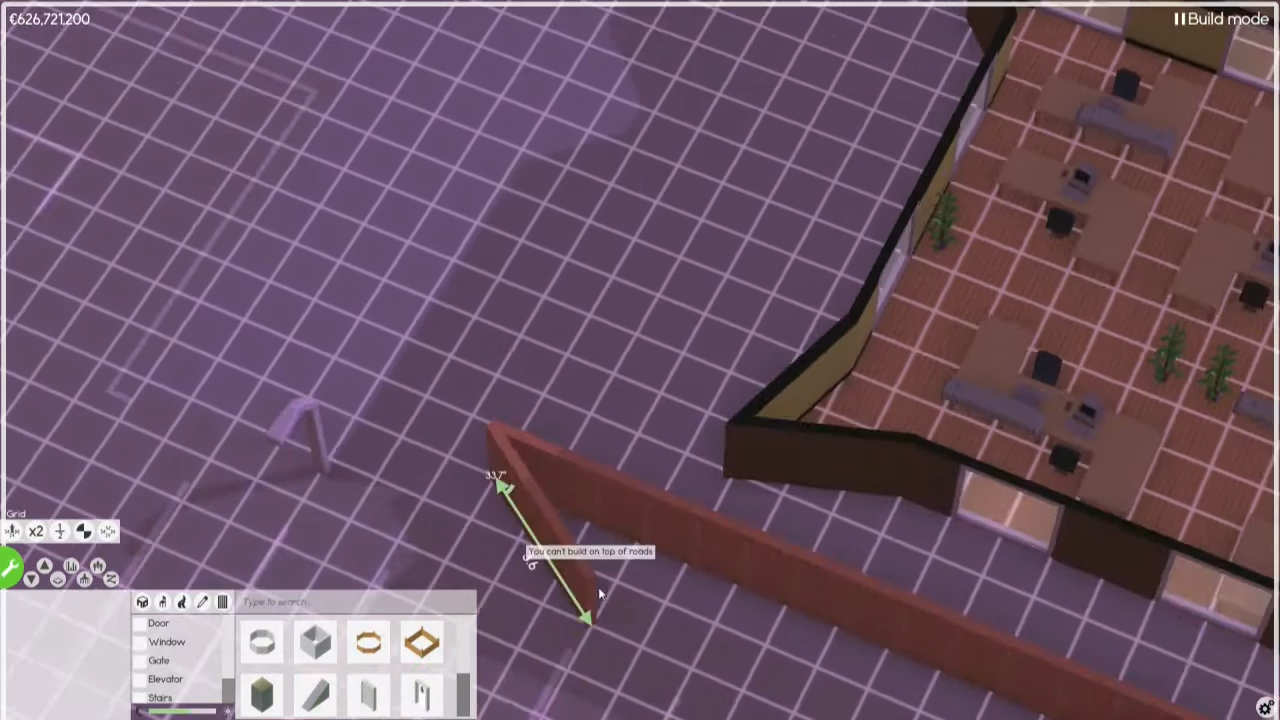 €626,721,200
Build mode
33.7°
You can't build on top of roads
Grid
x2
Type to search...
Door
Window
Gate
Elevator
Stairs